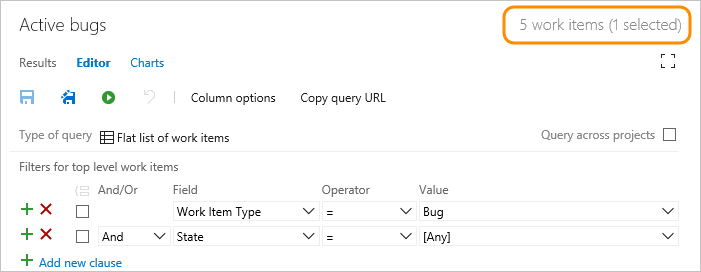 Active bugs 5 work items (1 selected)
Results Editor Charts
Column options Copy query URL
Type of query Flat list of work items Query across projects
Filters for top level work items
And/Or Field Operator Value
Work Item Type = Bug
And State = [Any]
Add new clause